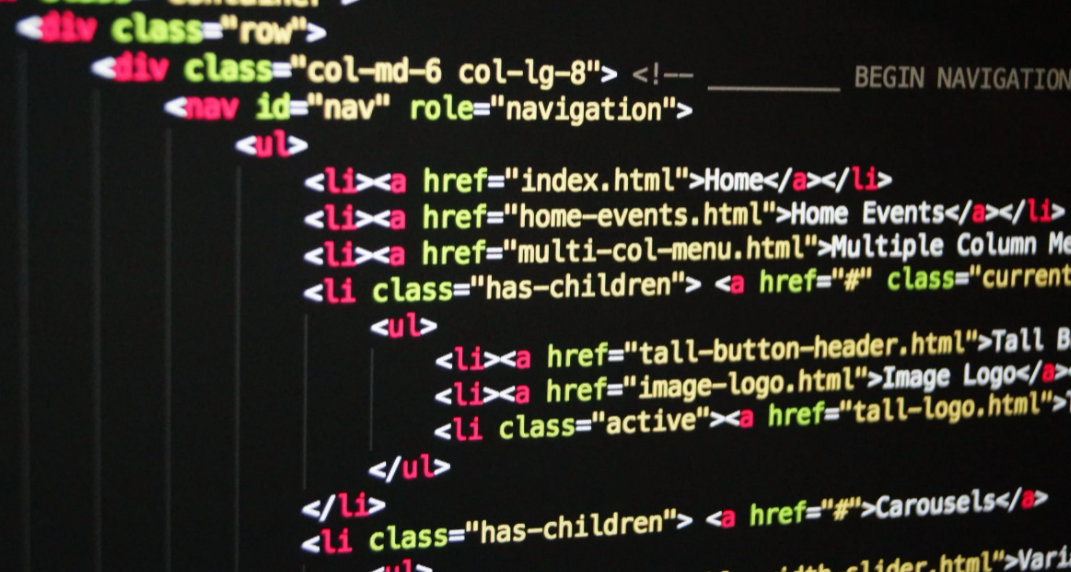 <div class="row">
<div class="col-md-6 col-lg-8"> <!-- ________ BEGIN NAVIGATION
<nav id="nav" role="navigation">
<ul>
<li><a href="index.html">Home</a></li>
<li><a href="home-events.html">Home Events</a></li>
<li><a href="multi-col-menu.html">Multiple Column Me
<li class="has-children"> <a href="#" class="current
<ul>
<li><a href="tall-button-header.html">Tall B
<li><a href="image-logo.html">Image Logo</a>
<li class="active"><a href="tall-logo.html">
</ul>
</li>
<li class="has-children"> <a href="#">Carousels</a>
<ul>
slider.html">Vari